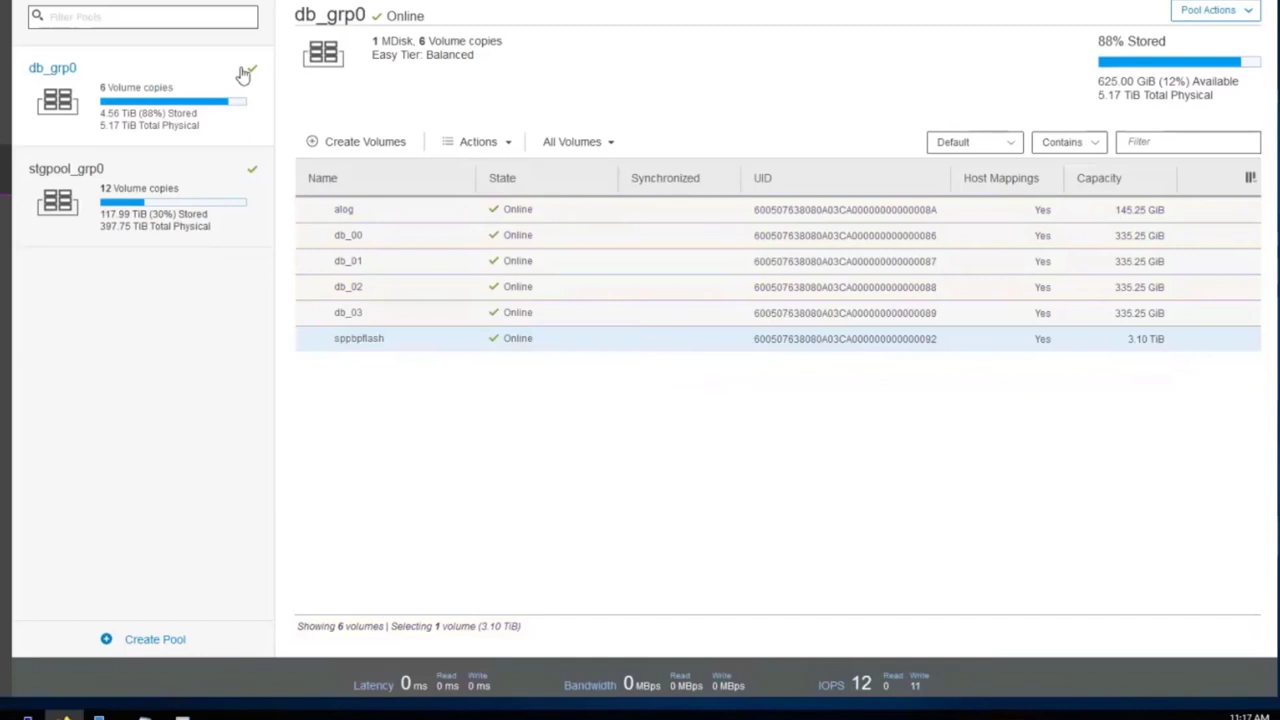 Filter Pools
db_grp0
6 Volume copies
4.56 TiB (88%) Stored
5.17 TiB Total Physical
stgpool_grp0
12 Volume copies
117.99 TiB (30%) Stored
397.75 TiB Total Physical
Create Pool
db_grp0 Online
1 MDisk, 6 Volume copies
Easy Tier: Balanced
Pool Actions
88% Stored
625.00 GiB (12%) Available
5.17 TiB Total Physical
Create Volumes Actions All Volumes Default Contains Filter
Name State Synchronized UID Host Mappings Capacity
alog Online 600507638080A03CA00000000000008A Yes 145.25 GiB
db_00 Online 600507638080A03CA000000000000086 Yes 335.25 GiB
db_01 Online 600507638080A03CA000000000000087 Yes 335.25 GiB
db_02 Online 600507638080A03CA000000000000088 Yes 335.25 GiB
db_03 Online 600507638080A03CA000000000000089 Yes 335.25 GiB
sppbpflash Online 600507638080A03CA000000000000092 Yes 3.10 TiB
Showing 6 volumes | Selecting 1 volume (3.10 TiB)
Latency 0 ms Read 0 ms Write 0 ms Bandwidth 0 MBps Read 0 MBps Write 0 MBps IOPS 12 Read 0 Write 11
11:17 AM